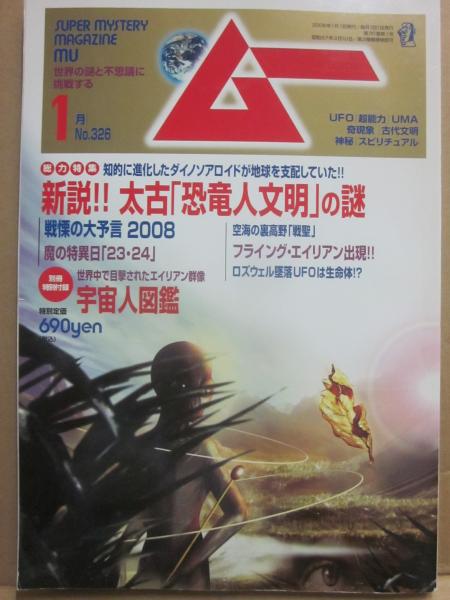 SUPER MYSTERY
MAGAZINE
MU
世界の謎と不思議に
挑戦する
ムー
1月
No.326
UFO 超能力 UMA
奇現象 古代文明
神秘 スピリチュアル
総力特集 知的に進化したダイノソアロイドが地球を支配していた!!
新説!! 太古「恐竜人文明」の謎
戦慄の大予言 2008
魔の特異日「23・24」
空海の裏高野「戦聖」
フライング・エイリアン出現!!
ロズウェル墜落UFOは生命体!?
別冊
特別付録
世界中で目撃されたエイリアン群像
宇宙人図鑑
特別定価
690yen
(税込)